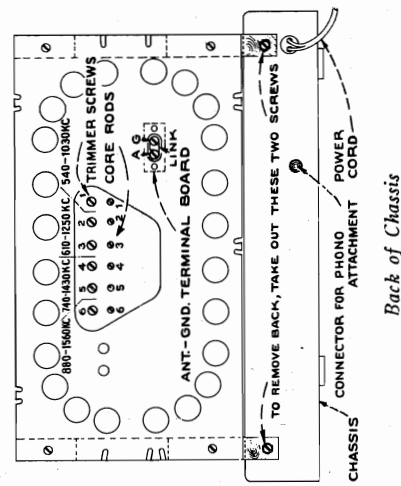 880-1560KC. 740-1430KC 610-1250KC. 540-1030KC
6 5 4 3 2 1
TRIMMER SCREWS
CORE RODS
6 5 4 3 2 1
A G
LINK
ANT.-GND. TERMINAL BOARD
TO REMOVE BACK, TAKE OUT THESE TWO SCREWS
CONNECTOR FOR PHONO
ATTACHMENT
POWER
CORD
CHASSIS
Back of Chassis